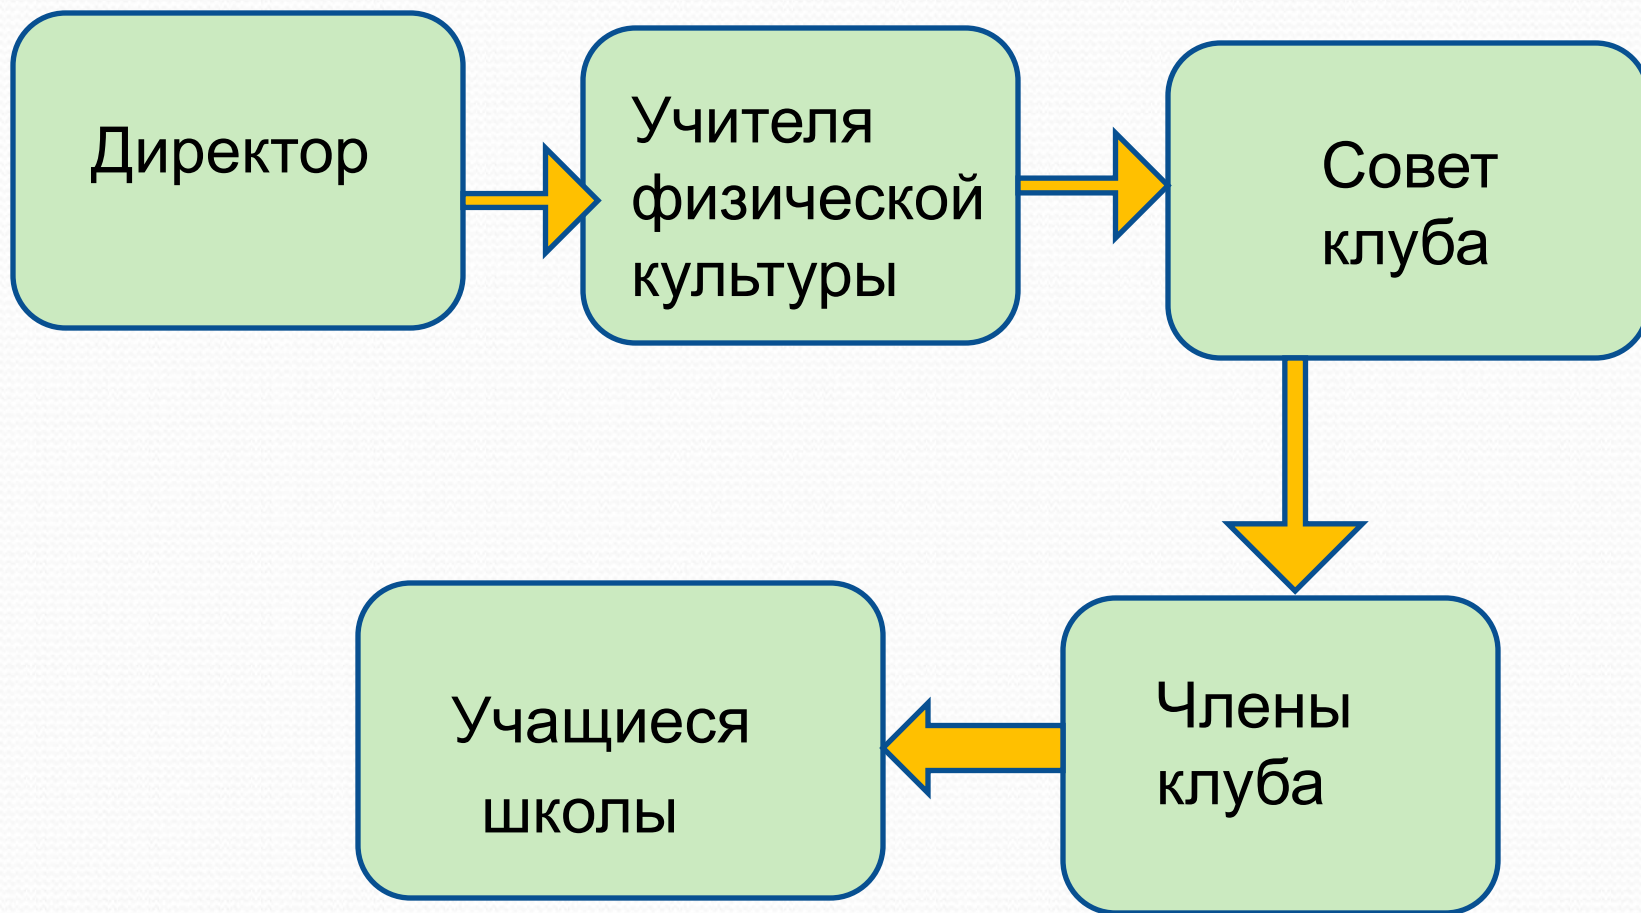 Директор
Учителя
физической
культуры
Совет
клуба
Члены
клуба
Учащиеся
школы